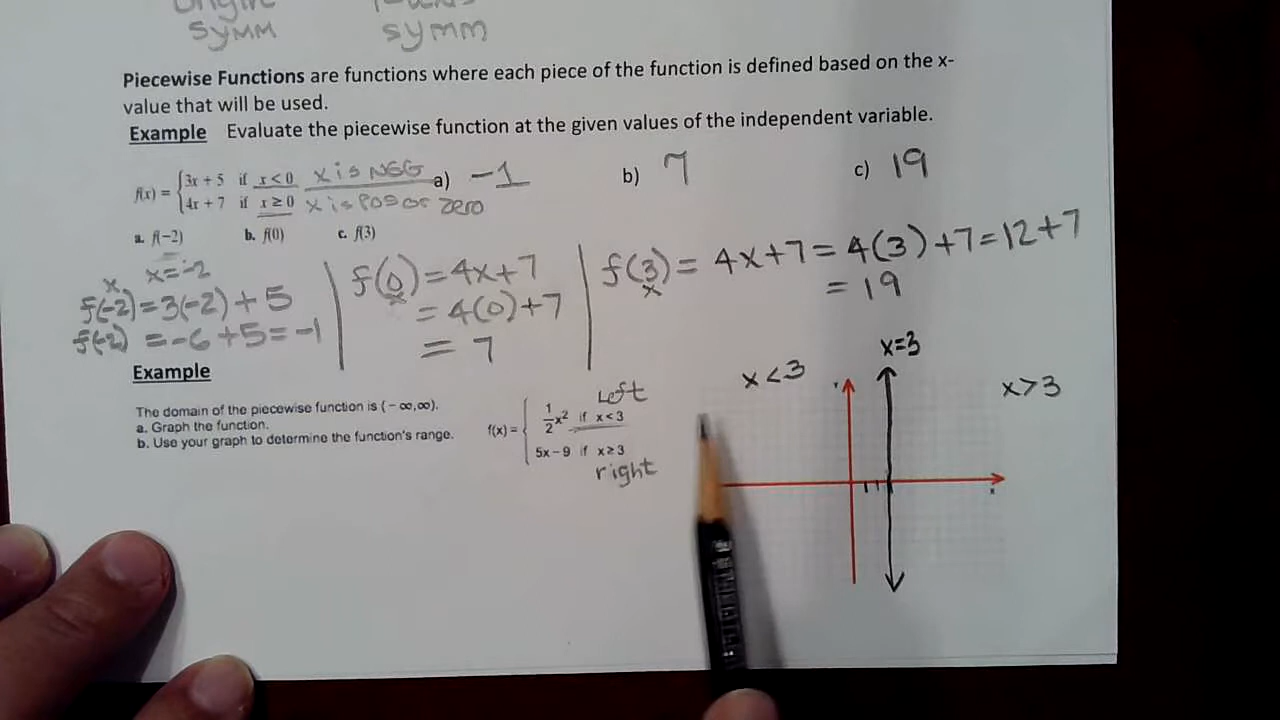 symm symm
Piecewise Functions are functions where each piece of the function is defined based on the x-
value that will be used.
Example Evaluate the piecewise function at the given values of the independent variable.
f(x) = { 3x + 5 if x < 0 x is NEG a) -1 b) 7 c) 19
4x + 7 if x ≥ 0 x is POS or zero
a. f(-2) b. f(0) c. f(3)
x x=-2
f(-2)=3(-2)+5
f(-2) =-6+5=-1
f(0)=4x+7
x
=4(0)+7
= 7
f(3)= 4x+7=4(3)+7=12+7
x
= 19
Example
The domain of the piecewise function is (-∞,∞).
a. Graph the function.
b. Use your graph to determine the function's range.
Left
f(x) = { 1/2 x² if x < 3
5x - 9 if x ≥ 3
right
x=3
x<3
x>3
Y
x